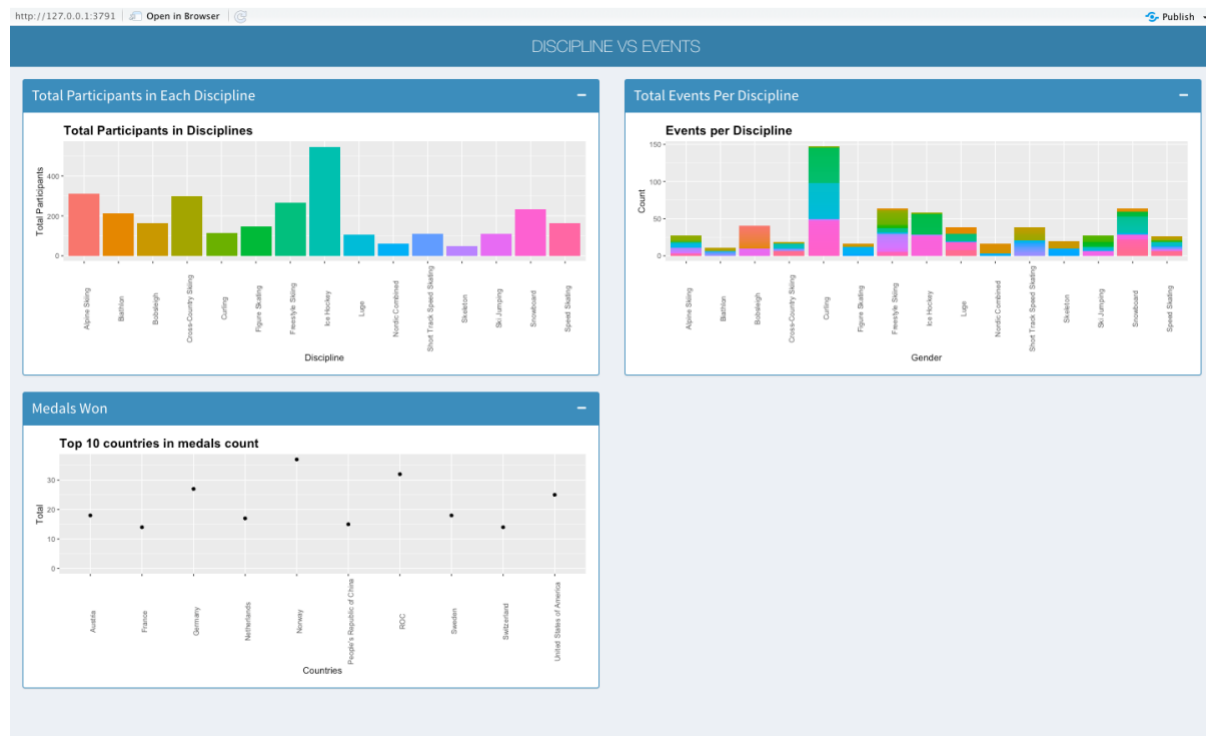 http://127.0.0.1:3791 Open in Browser Publish
DISCIPLINE VS EVENTS
Total Participants in Each Discipline
Total Participants in Disciplines
Total Participants
400
200
0
Alpine Skiing
Biathlon
Bobsleigh
Cross-Country Skiing
Curling
Figure Skating
Freestyle Skiing
Ice Hockey
Luge
Nordic Combined
Short Track Speed Skating
Skeleton
Ski Jumping
Snowboard
Speed Skating
Discipline
Total Events Per Discipline
Events per Discipline
Count
150
100
50
0
Alpine Skiing
Biathlon
Bobsleigh
Cross-Country Skiing
Curling
Figure Skating
Freestyle Skiing
Ice Hockey
Luge
Nordic Combined
Short Track Speed Skating
Skeleton
Ski Jumping
Snowboard
Speed Skating
Gender
Medals Won
Top 10 countries in medals count
Total
30
20
10
0
Austria
France
Germany
Netherlands
Norway
People's Republic of China
ROC
Sweden
Switzerland
United States of America
Countries